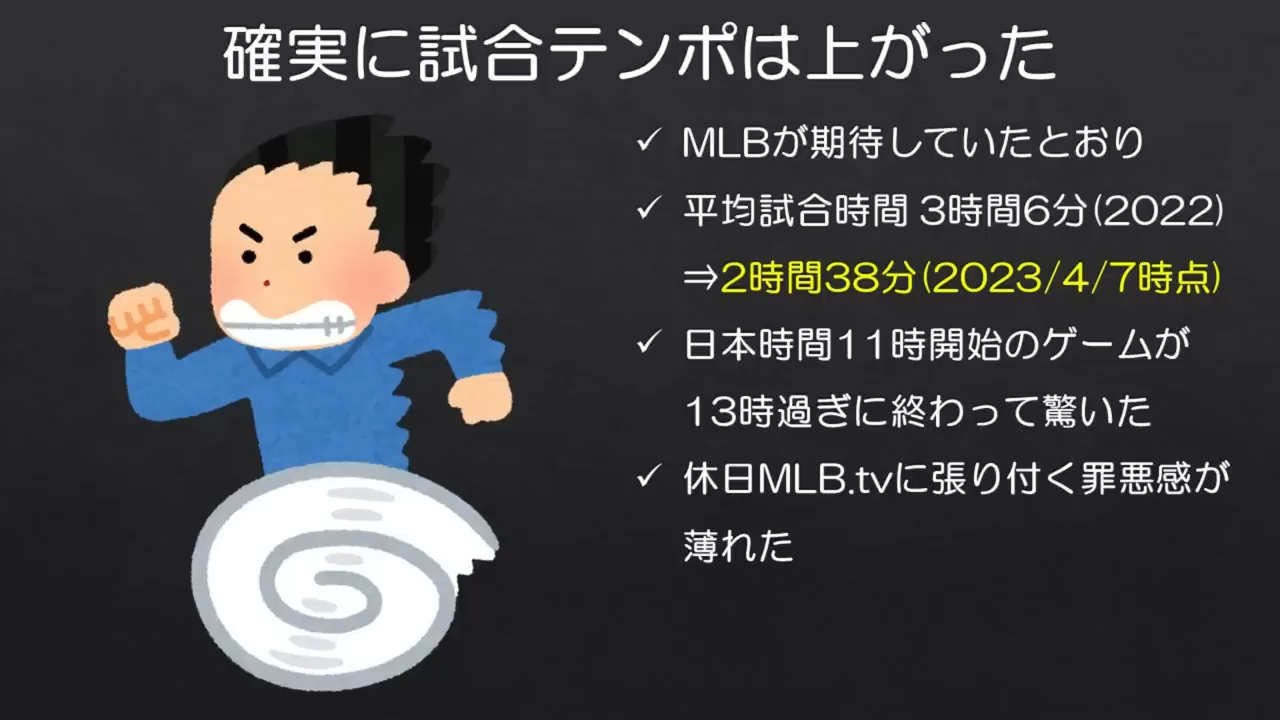 確実に試合テンポは上がった
✓ MLBが期待していたとおり
✓ 平均試合時間 3時間6分(2022)
⇒2時間38分(2023/4/7時点)
✓ 日本時間11時開始のゲームが
13時過ぎに終わって驚いた
✓ 休日MLB.tvに張り付く罪悪感が
薄れた